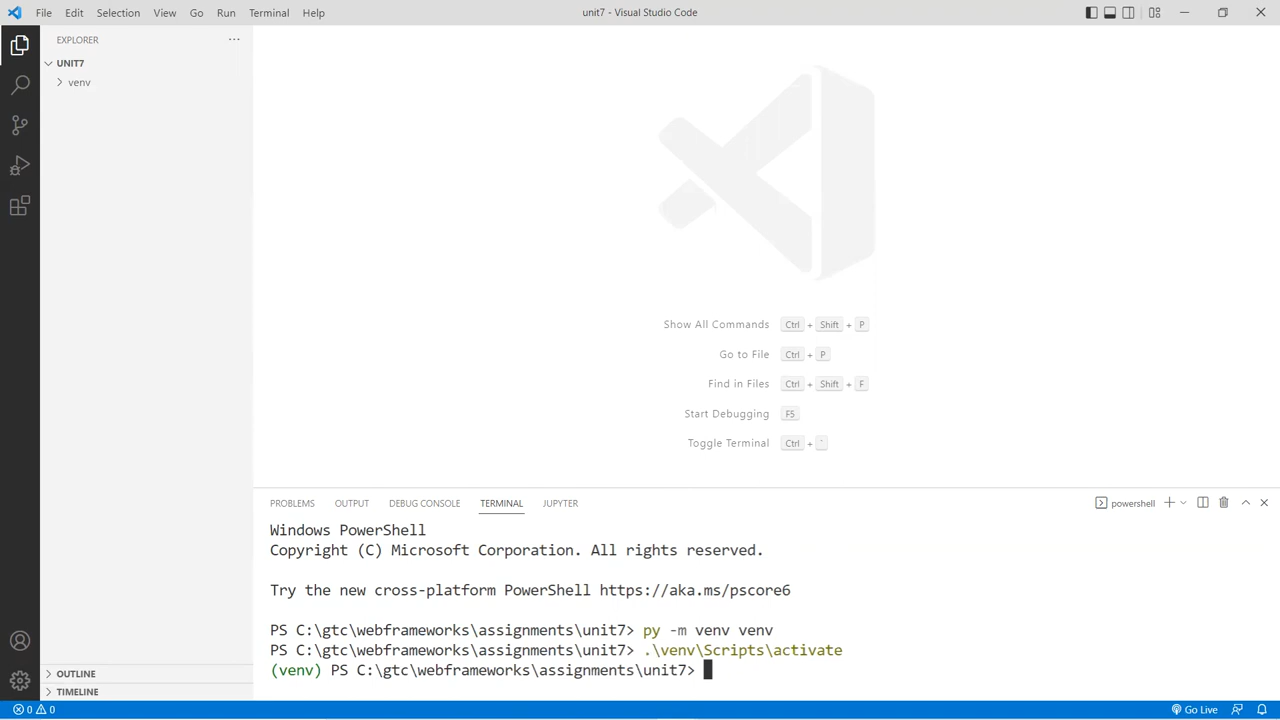 File Edit Selection View Go Run Terminal Help
unit7 - Visual Studio Code
EXPLORER
UNIT7
venv
Show All Commands Ctrl + Shift + P
Go to File Ctrl + P
Find in Files Ctrl + Shift + F
Start Debugging F5
Toggle Terminal Ctrl + `
PROBLEMS OUTPUT DEBUG CONSOLE TERMINAL JUPYTER
powershell
Windows PowerShell
Copyright (C) Microsoft Corporation. All rights reserved.
Try the new cross-platform PowerShell https://aka.ms/pscore6
PS C:\gtc\webframeworks\assignments\unit7> py -m venv venv
PS C:\gtc\webframeworks\assignments\unit7> .\venv\Scripts\activate
(venv) PS C:\gtc\webframeworks\assignments\unit7>
OUTLINE
TIMELINE
0 0
Go Live